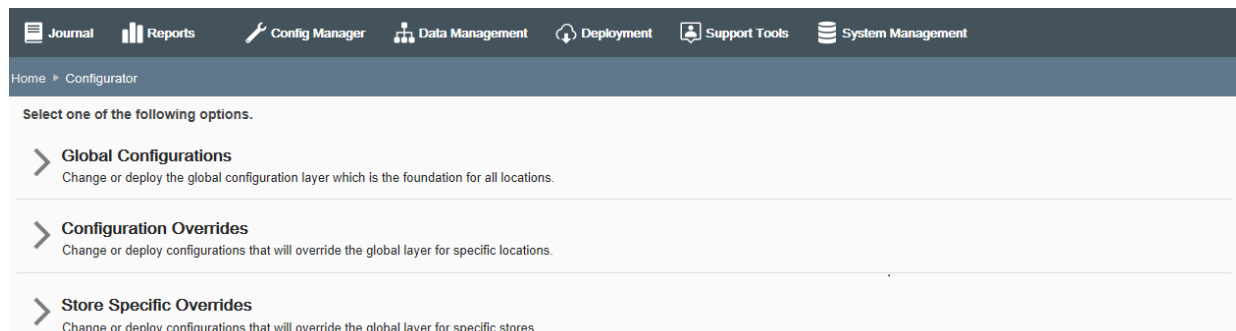 Journal Reports Config Manager Data Management Deployment Support Tools System Management
Home Configurator
Select one of the following options.
Global Configurations
Change or deploy the global configuration layer which is the foundation for all locations.
Configuration Overrides
Change or deploy configurations that will override the global layer for specific locations.
Store Specific Overrides
Change or deploy configurations that will override the global layer for specific stores.